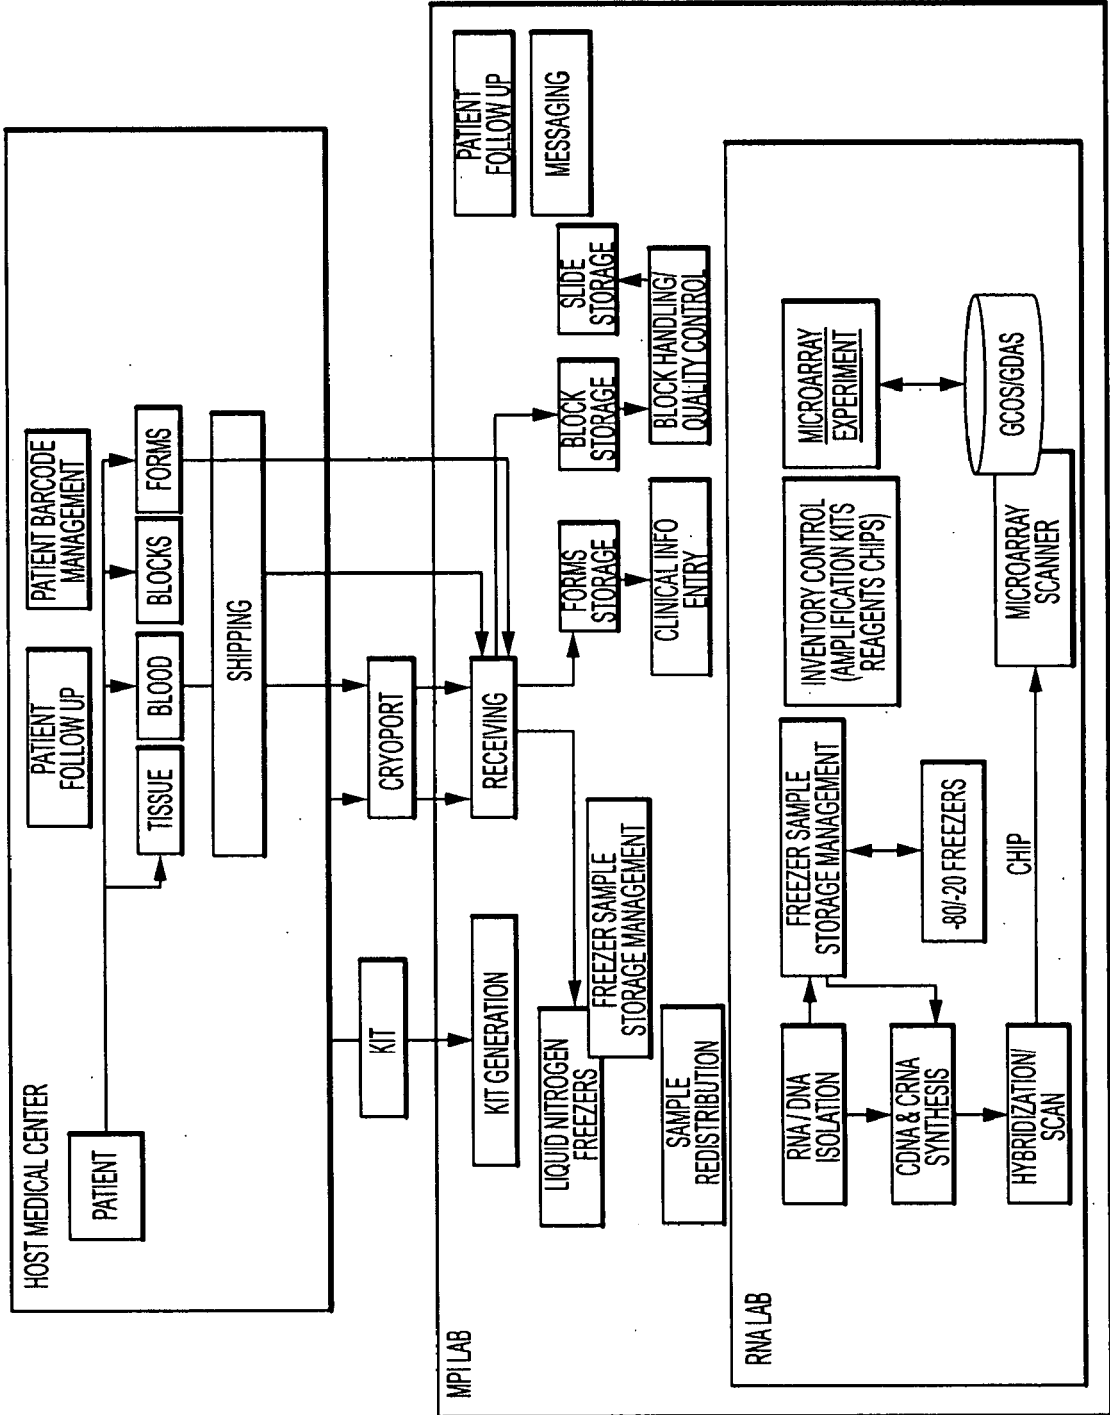 HOST MEDICAL CENTER
PATIENT
PATIENT
FOLLOW UP
PATIENT BARCODE
MANAGEMENT
TISSUE
BLOOD
BLOCKS
FORMS
SHIPPING
KIT
CRYOPORT
MPI LAB
KIT GENERATION
RECEIVING
PATIENT
FOLLOW UP
MESSAGING
LIQUID NITROGEN
FREEZERS
FREEZER SAMPLE
STORAGE MANAGEMENT
FORMS
STORAGE
BLOCK
STORAGE
SLIDE
STORAGE
SAMPLE
REDISTRIBUTION
CLINICAL INFO
ENTRY
BLOCK HANDLING/
QUALITY CONTROL
RNA LAB
RNA / DNA
ISOLATION
FREEZER SAMPLE
STORAGE MANAGEMENT
INVENTORY CONTROL
(AMPLIFICATION KITS
REAGENTS CHIPS)
MICROARRAY
EXPERIMENT
CDNA & CRNA
SYNTHESIS
-80/-20 FREEZERS
HYBRIDIZATION/
SCAN
CHIP
MICROARRAY
SCANNER
GCOS/GDAS